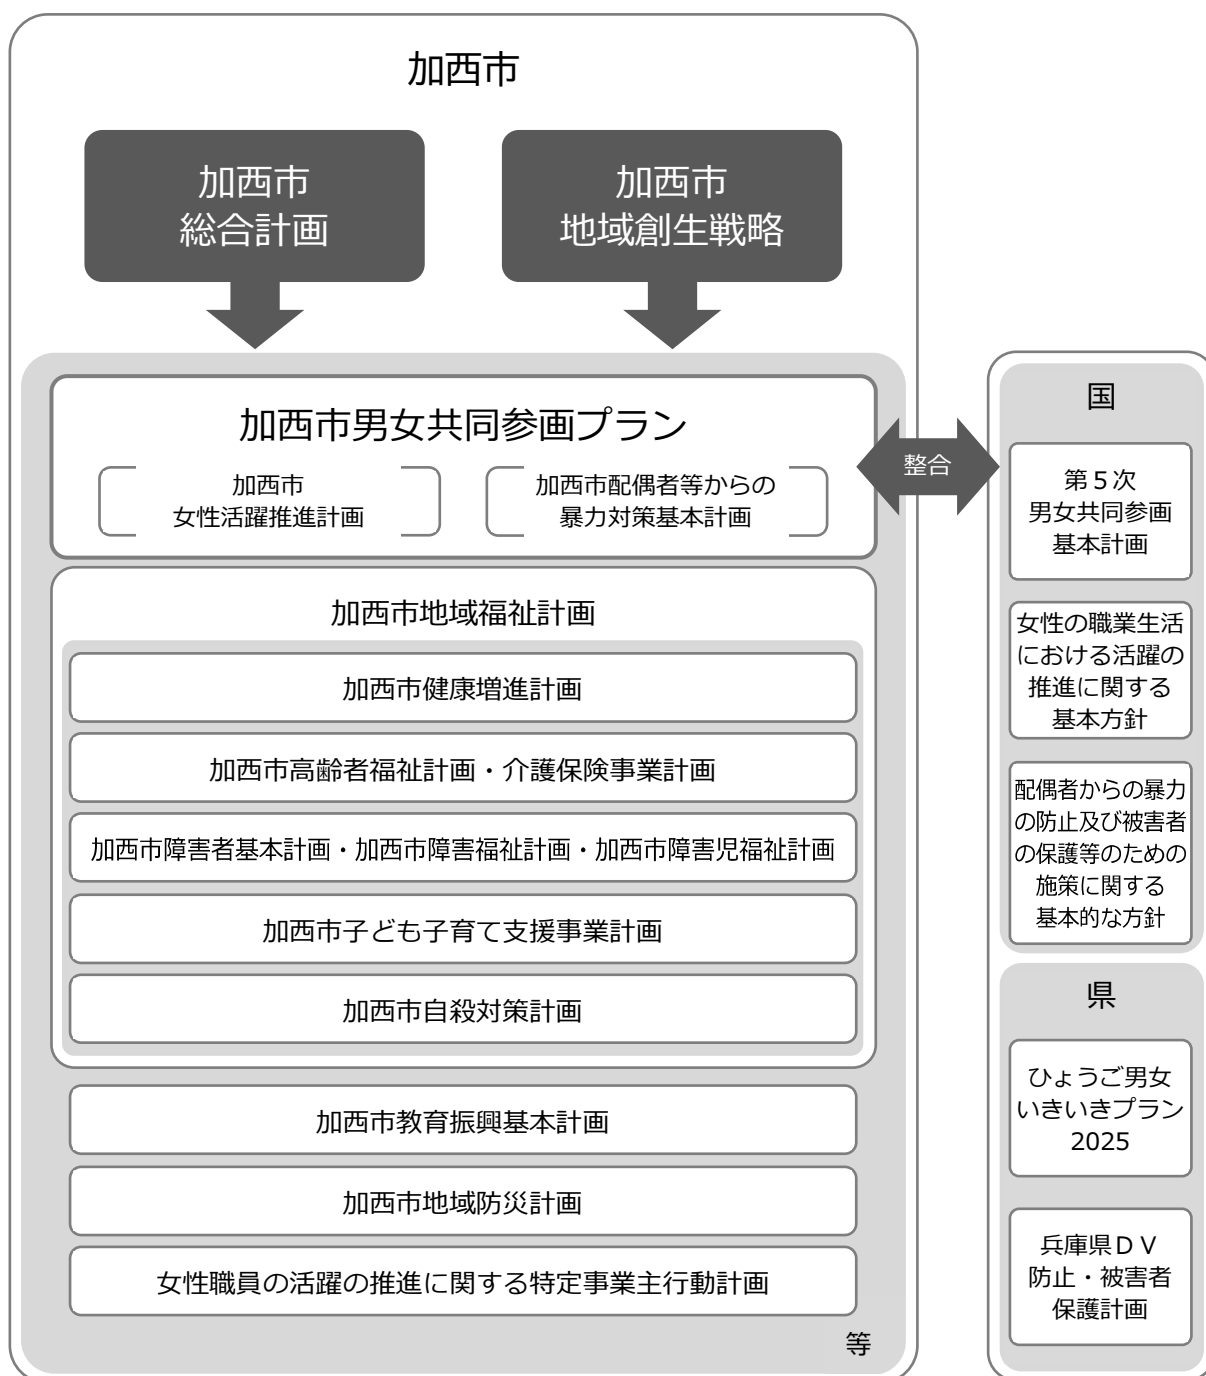 加西市
加西市
総合計画
加西市
地域創生戦略
加西市男女共同参画プラン
加西市
女性活躍推進計画
加西市配偶者等からの
暴力対策基本計画
整合
加西市地域福祉計画
加西市健康増進計画
加西市高齢者福祉計画・介護保険事業計画
加西市障害者基本計画・加西市障害福祉計画・加西市障害児福祉計画
加西市子ども子育て支援事業計画
加西市自殺対策計画
加西市教育振興基本計画
加西市地域防災計画
女性職員の活躍の推進に関する特定事業主行動計画
等
国
第５次
男女共同参画
基本計画
女性の職業生活
における活躍の
推進に関する
基本方針
配偶者からの暴力
の防止及び被害者
の保護等のための
施策に関する
基本的な方針
県
ひょうご男女
いきいきプラン
2025
兵庫県ＤＶ
防止・被害者
保護計画